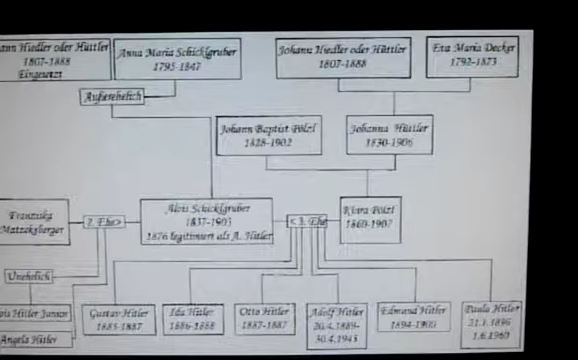 ann Hiedler oder Hüttler
1807-1888
Eingesetzt
Anna Maria Schicklgruber
1795-1847
Johann Hiedler oder Hüttler
1807-1888
Eva Maria Decker
1792-1873
Außerehelich
Johann Baptist Pölzl
1828-1902
Johanna Hüttler
1830-1906
Franziska
Matzelsberger
2. Ehe>
Alois Schicklgruber
1837-1903
1876 legitimiert als A. Hitler
< 3. Ehe
Klara Pölzl
1860-1907
Unehelich
ois Hitler Junior
Angela Hitler
Gustav Hitler
1885-1887
Ida Hitler
1886-1888
Otto Hitler
1887-1887
Adolf Hitler
20.4.1889-
30.4.1945
Edmund Hitler
1894-1900
Paula Hitler
21.1.1896
1.6.1960